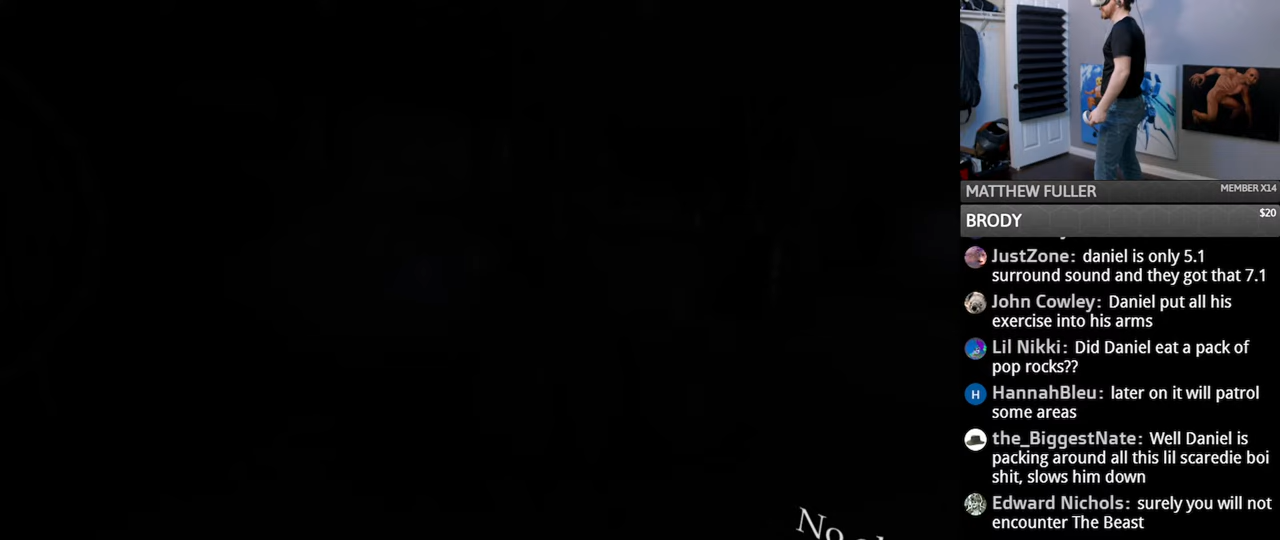 MATTHEW FULLER
MEMBER X14
BRODY
$20
JustZone: daniel is only 5.1
surround sound and they got that 7.1
John Cowley: Daniel put all his
exercise into his arms
Lil Nikki: Did Daniel eat a pack of
pop rocks??
H
HannahBleu: later on it will patrol
some areas
the_BiggestNate: Well Daniel is
packing around all this lil scaredie boi
shit, slows him down
Edward Nichols: surely you will not
encounter The Beast
No